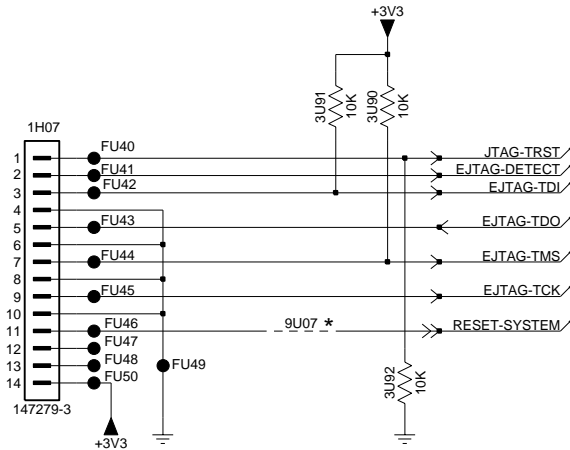 +3V3
3U91
10K
3U90
10K
1H07
1 FU40 JTAG-TRST
2 FU41 EJTAG-DETECT
3 FU42 EJTAG-TDI
4
5 FU43 EJTAG-TDO
6
7 FU44 EJTAG-TMS
8
9 FU45 EJTAG-TCK
10
11 FU46 9U07 * RESET-SYSTEM
12 FU47
13 FU48 FU49
14 FU50
3U92
10K
147279-3
+3V3